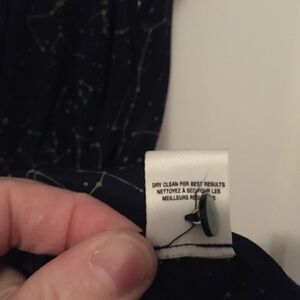 DRY CLEAN FOR BEST RESULTS
NETTOYEZ À SEC POUR LES
MEILLEURS